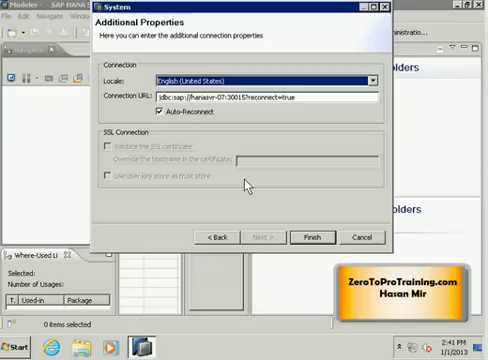 Modeler - SAP HANA S
System
File Edit Navigate
Additional Properties
Here you can enter the additional connection properties
Navigator
Connection
Locale: English (United States)
Connection URL: jdbc:sap://hanasvr-07:30015?reconnect=true
Auto-Reconnect
SSL Connection
Validate the SSL certificate
Override the hostname in the certificate:
Use user key store as trust store
< Back Next > Finish Cancel
dministratio...
olders
olders
Where-Used Li
Selected:
Number of Usages:
T. Used-in Package
0 items selected
ZeroToProTraining.com
Hasan Mir
Start
2:41 PM
1/1/2013